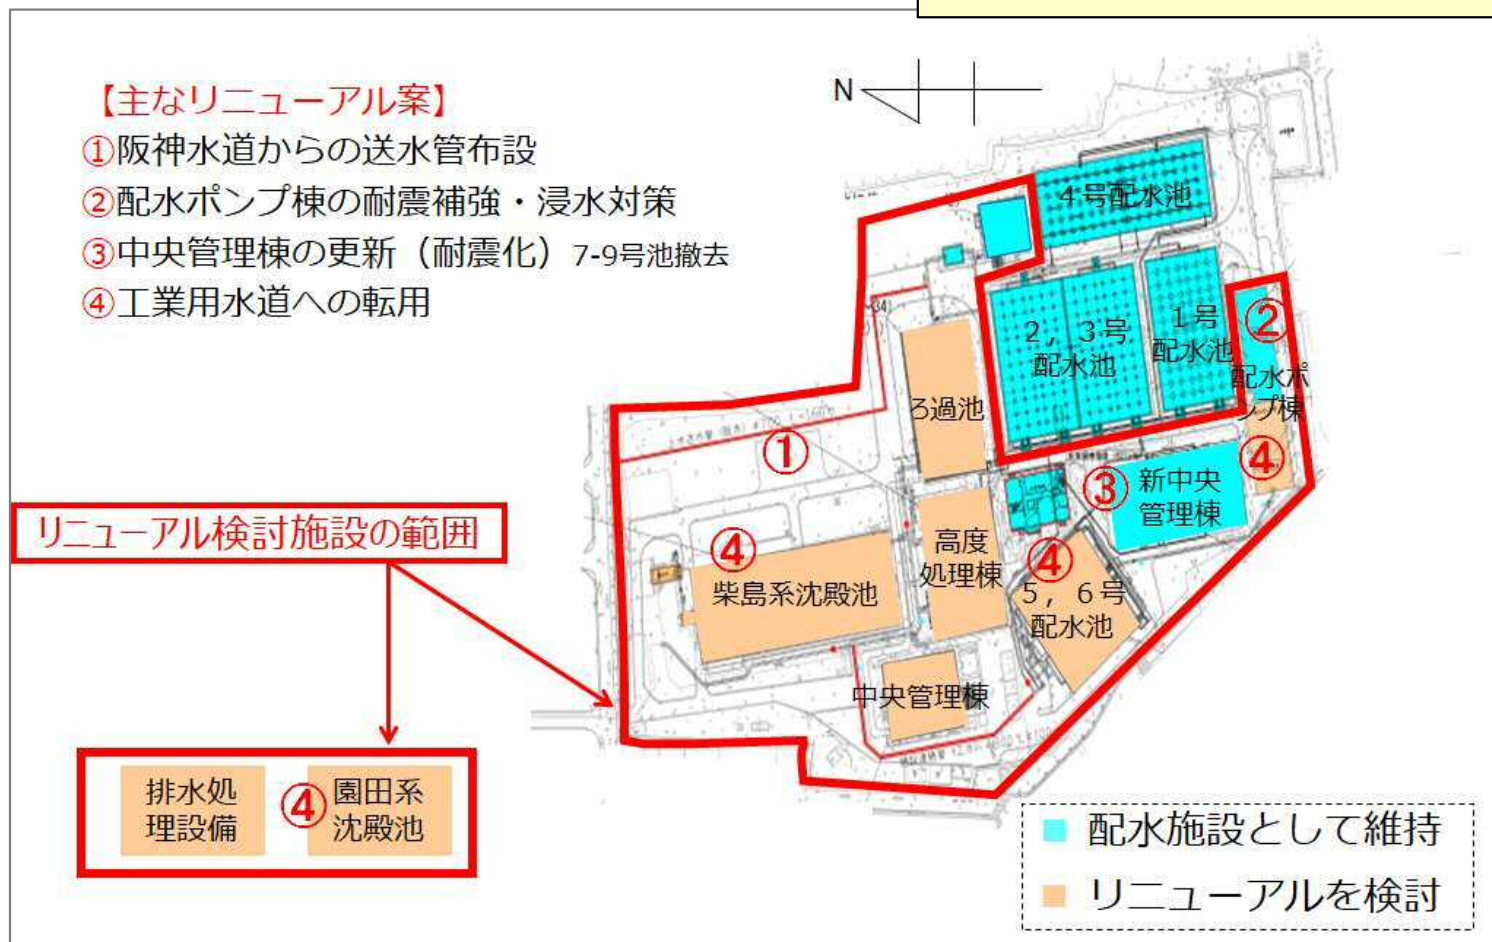 【主なリニューアル案】
①阪神水道からの送水管布設
②配水ポンプ棟の耐震補強・浸水対策
③中央管理棟の更新（耐震化）7-9号池撤去
④工業用水道への転用
N
４号配水池
２，３号
配水池
１号
配水池
②
配水ポ
ンプ棟
④
ろ過池
①
③
新中央
管理棟
リニューアル検討施設の範囲
④
柴島系沈殿池
高度
処理棟
④
５，６号
配水池
中央管理棟
排水処
理設備
④
園田系
沈殿池
配水施設として維持
リニューアルを検討